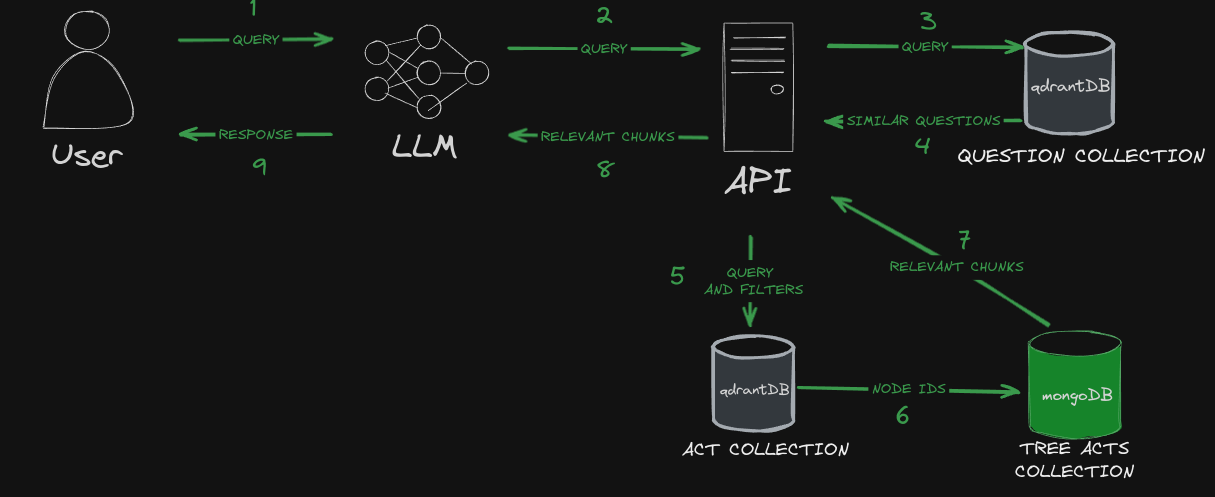 1
QUERY
2
QUERY
3
QUERY
qdrantDB
RESPONSE
9
LLM
RELEVANT CHUNKS
8
SIMILAR QUESTIONS
4
User
QUESTION COLLECTION
API
7
RELEVANT CHUNKS
5
QUERY
AND FILTERS
qdrantDB
NODE IDS
6
mongoDB
ACT COLLECTION
TREE ACTS
COLLECTION